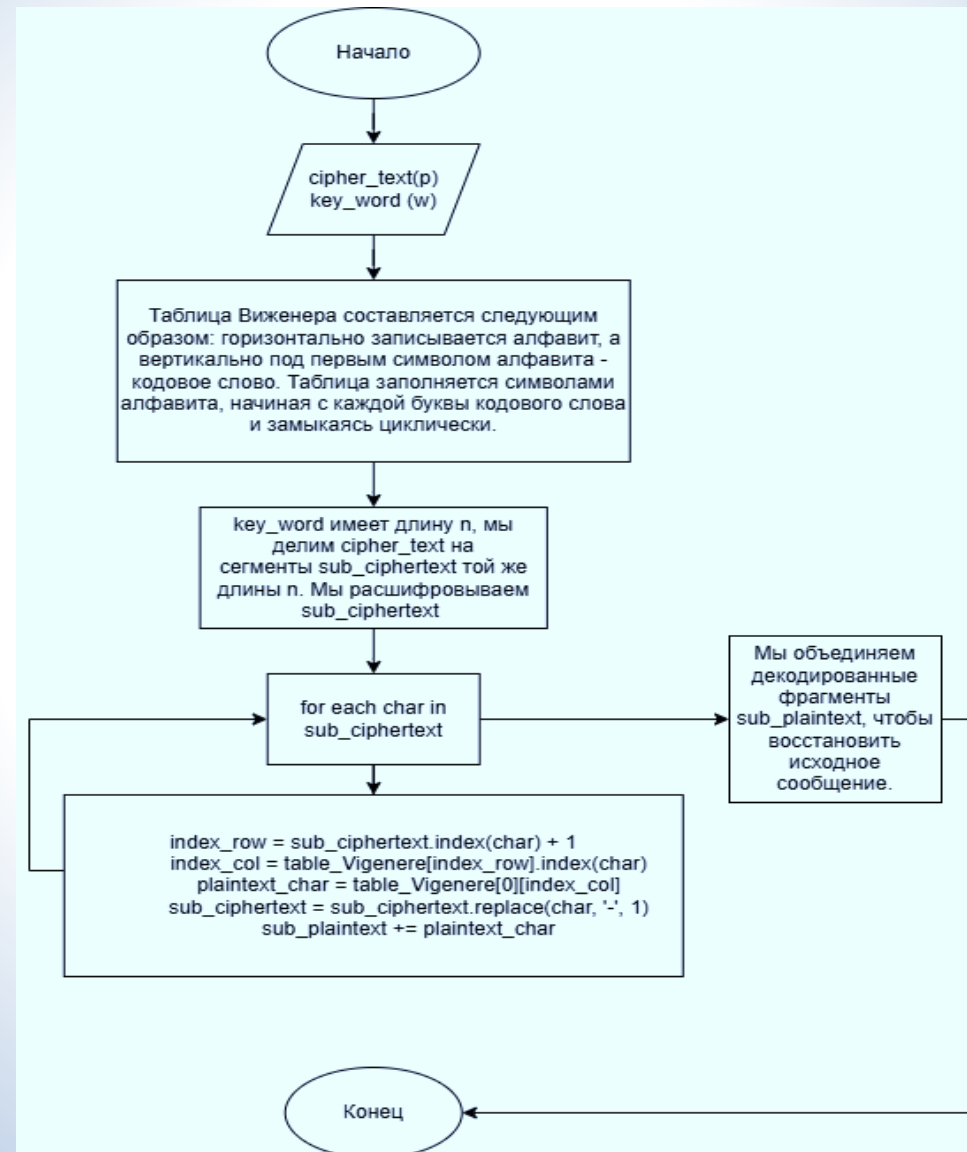 Начало
cipher_text(p)
key_word (w)
Таблица Виженера составляется следующим
образом: горизонтально записывается алфавит, а
вертикально под первым символом алфавита -
кодовое слово. Таблица заполняется символами
алфавита, начиная с каждой буквы кодового слова
и замыкаясь циклически.
key_word имеет длину n, мы
делим cipher_text на
сегменты sub_ciphertext той же
длины n. Мы расшифровываем
sub_ciphertext
for each char in
sub_ciphertext
Мы объединяем
декодированные
фрагменты
sub_plaintext, чтобы
восстановить
исходное
сообщение.
index_row = sub_ciphertext.index(char) + 1
index_col = table_Vigenere[index_row].index(char)
plaintext_char = table_Vigenere[0][index_col]
sub_ciphertext = sub_ciphertext.replace(char, '-', 1)
sub_plaintext += plaintext_char
Конец